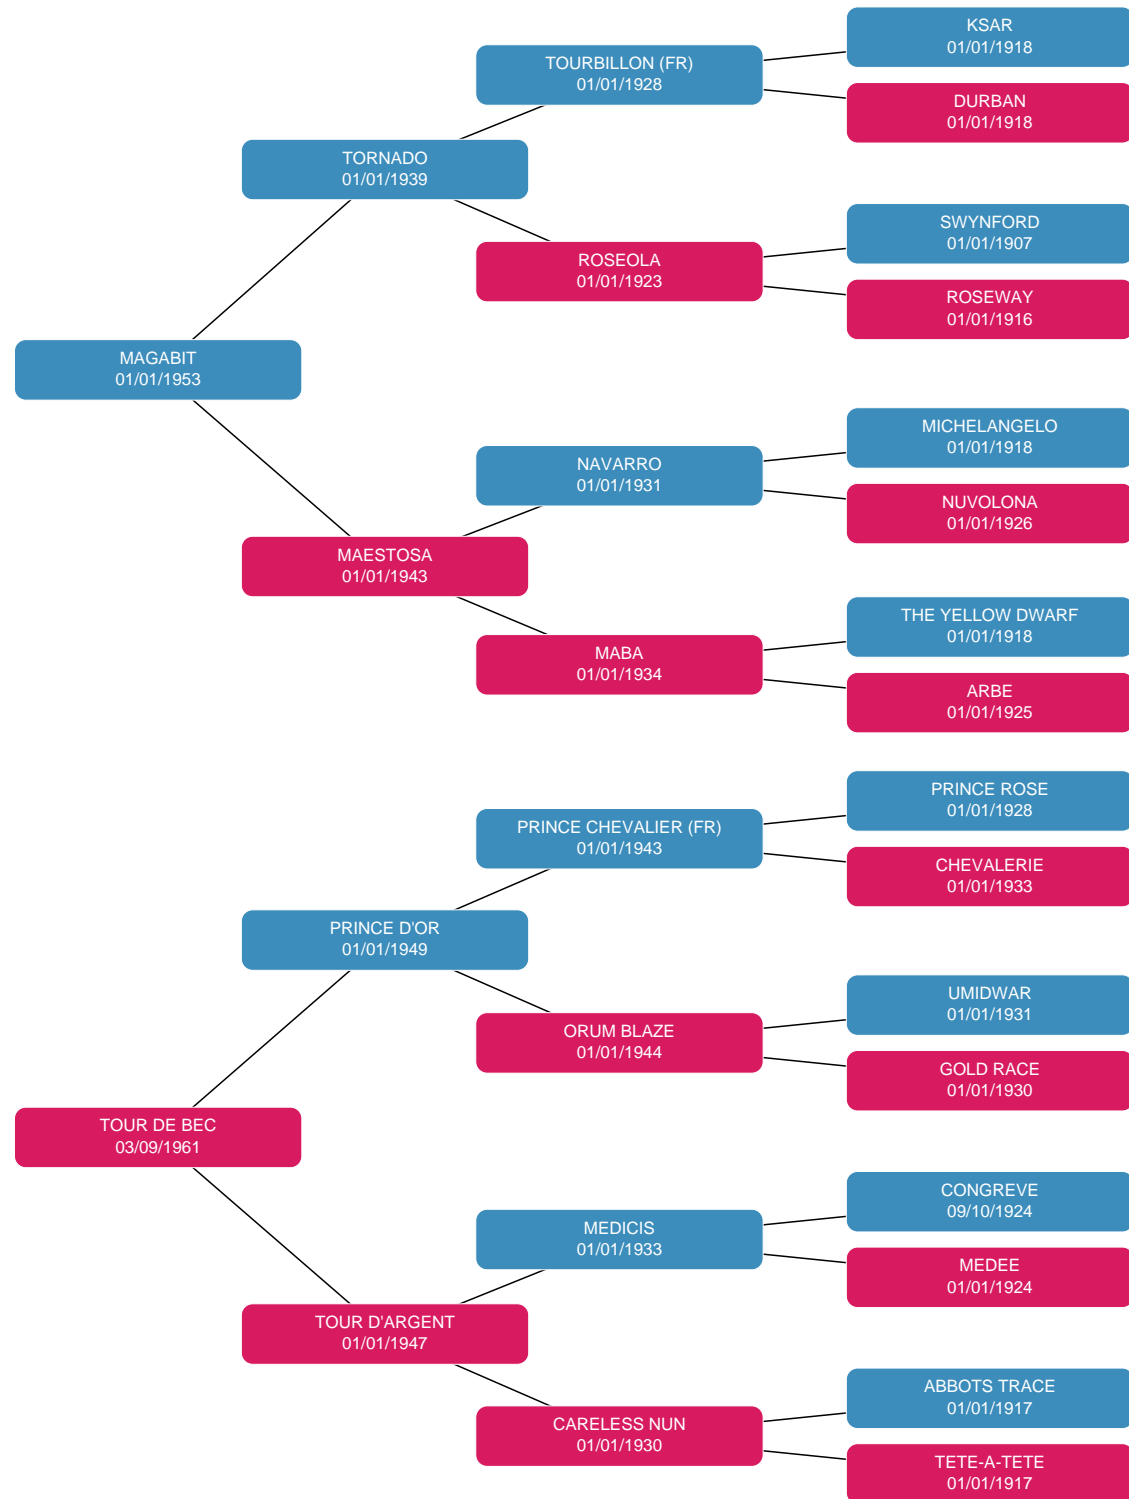 KSAR
01/01/1918
TOURBILLON (FR)
01/01/1928
DURBAN
01/01/1918
TORNADO
01/01/1939
SWYNFORD
01/01/1907
ROSEOLA
01/01/1923
ROSEWAY
01/01/1916
MAGABIT
01/01/1953
MICHELANGELO
01/01/1918
NAVARRO
01/01/1931
NUVOLONA
01/01/1926
MAESTOSA
01/01/1943
THE YELLOW DWARF
01/01/1918
MABA
01/01/1934
ARBE
01/01/1925
PRINCE ROSE
01/01/1928
PRINCE CHEVALIER (FR)
01/01/1943
CHEVALERIE
01/01/1933
PRINCE D'OR
01/01/1949
UMIDWAR
01/01/1931
ORUM BLAZE
01/01/1944
GOLD RACE
01/01/1930
TOUR DE BEC
03/09/1961
CONGREVE
09/10/1924
MEDICIS
01/01/1933
MEDEE
01/01/1924
TOUR D'ARGENT
01/01/1947
ABBOTS TRACE
01/01/1917
CARELESS NUN
01/01/1930
TETE-A-TETE
01/01/1917